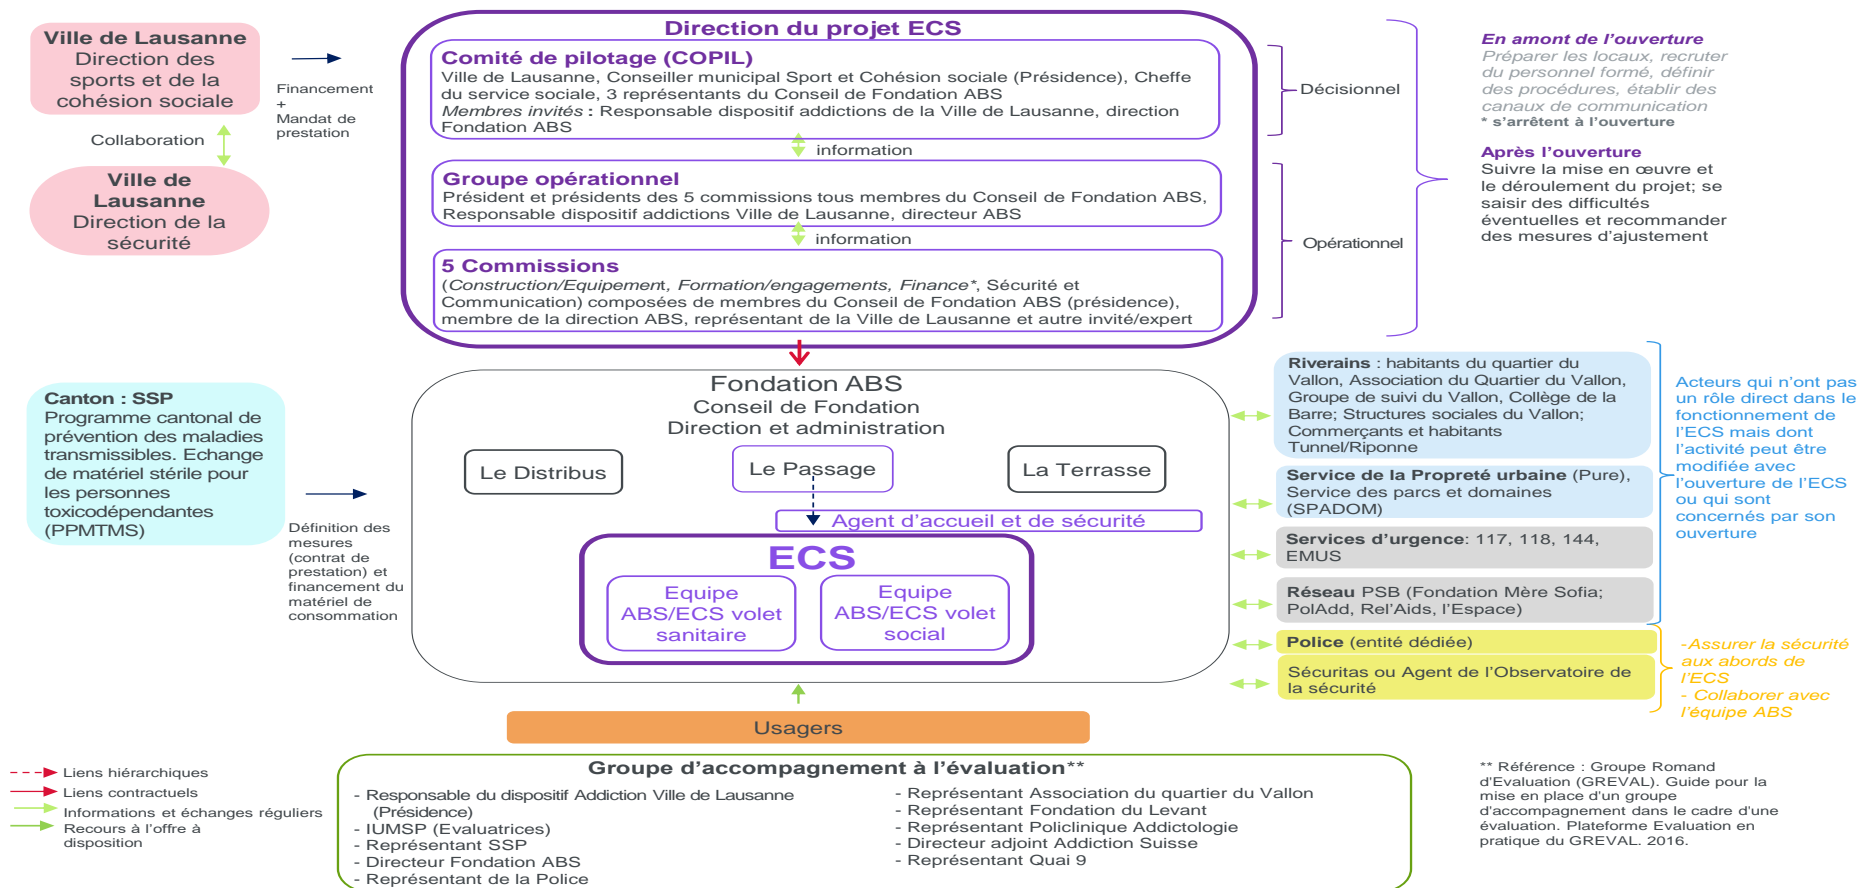 Ville de Lausanne
Direction des
sports et de la
cohésion sociale
Collaboration
Ville de
Lausanne
Direction de la
sécurité
Financement
+
Mandat de
prestation
Direction du projet ECS
Comité de pilotage (COPIL)
Ville de Lausanne, Conseiller municipal Sport et Cohésion sociale (Présidence), Cheffe
du service sociale, 3 représentants du Conseil de Fondation ABS
Membres invités : Responsable dispositif addictions de la Ville de Lausanne, direction
Fondation ABS
information
Groupe opérationnel
Président et présidents des 5 commissions tous membres du Conseil de Fondation ABS,
Responsable dispositif addictions Ville de Lausanne, directeur ABS
information
5 Commissions
(Construction/Equipement, Formation/engagements, Finance*, Sécurité et
Communication) composées de membres du Conseil de Fondation ABS (présidence),
membre de la direction ABS, représentant de la Ville de Lausanne et autre invité/expert
Décisionnel
Opérationnel
En amont de l'ouverture
Préparer les locaux, recruter
du personnel formé, définir
des procédures, établir des
canaux de communication
* s'arrêtent à l'ouverture
Après l'ouverture
Suivre la mise en œuvre et
le déroulement du projet; se
saisir des difficultés
éventuelles et recommander
des mesures d'ajustement
Canton : SSP
Programme cantonal de
prévention des maladies
transmissibles. Echange
de matériel stérile pour
les personnes
toxicodépendantes
(PPMTMS)
Définition des
mesures
(contrat de
prestation) et
financement du
matériel de
consommation
Fondation ABS
Conseil de Fondation
Direction et administration
Le Distribus
Le Passage
La Terrasse
Agent d'accueil et de sécurité
ECS
Equipe
ABS/ECS volet
sanitaire
Equipe
ABS/ECS volet
social
Usagers
Riverains : habitants du quartier du
Vallon, Association du Quartier du Vallon,
Groupe de suivi du Vallon, Collège de la
Barre; Structures sociales du Vallon;
Commerçants et habitants
Tunnel/Riponne
Service de la Propreté urbaine (Pure),
Service des parcs et domaines
(SPADOM)
Services d'urgence: 117, 118, 144,
EMUS
Réseau PSB (Fondation Mère Sofia;
PolAdd, Rel'Aids, l'Espace)
Police (entité dédiée)
Sécuritas ou Agent de l'Observatoire de
la sécurité
Acteurs qui n'ont pas
un rôle direct dans le
fonctionnement de
l'ECS mais dont
l'activité peut être
modifiée avec
l'ouverture de l'ECS
ou qui sont
concernés par son
ouverture
-Assurer la sécurité
aux abords de
l'ECS
- Collaborer avec
l'équipe ABS
Liens hiérarchiques
Liens contractuels
Informations et échanges réguliers
Recours à l'offre à
disposition
Groupe d'accompagnement à l'évaluation**
- Responsable du dispositif Addiction Ville de Lausanne
(Présidence)
- IUMSP (Evaluatrices)
- Représentant SSP
- Directeur Fondation ABS
- Représentant de la Police
- Représentant Association du quartier du Vallon
- Représentant Fondation du Levant
- Représentant Policlinique Addictologie
- Directeur adjoint Addiction Suisse
- Représentant Quai 9
** Référence : Groupe Romand
d'Evaluation (GREVAL). Guide pour la
mise en place d'un groupe
d'accompagnement dans le cadre d'une
évaluation. Plateforme Evaluation en
pratique du GREVAL. 2016.